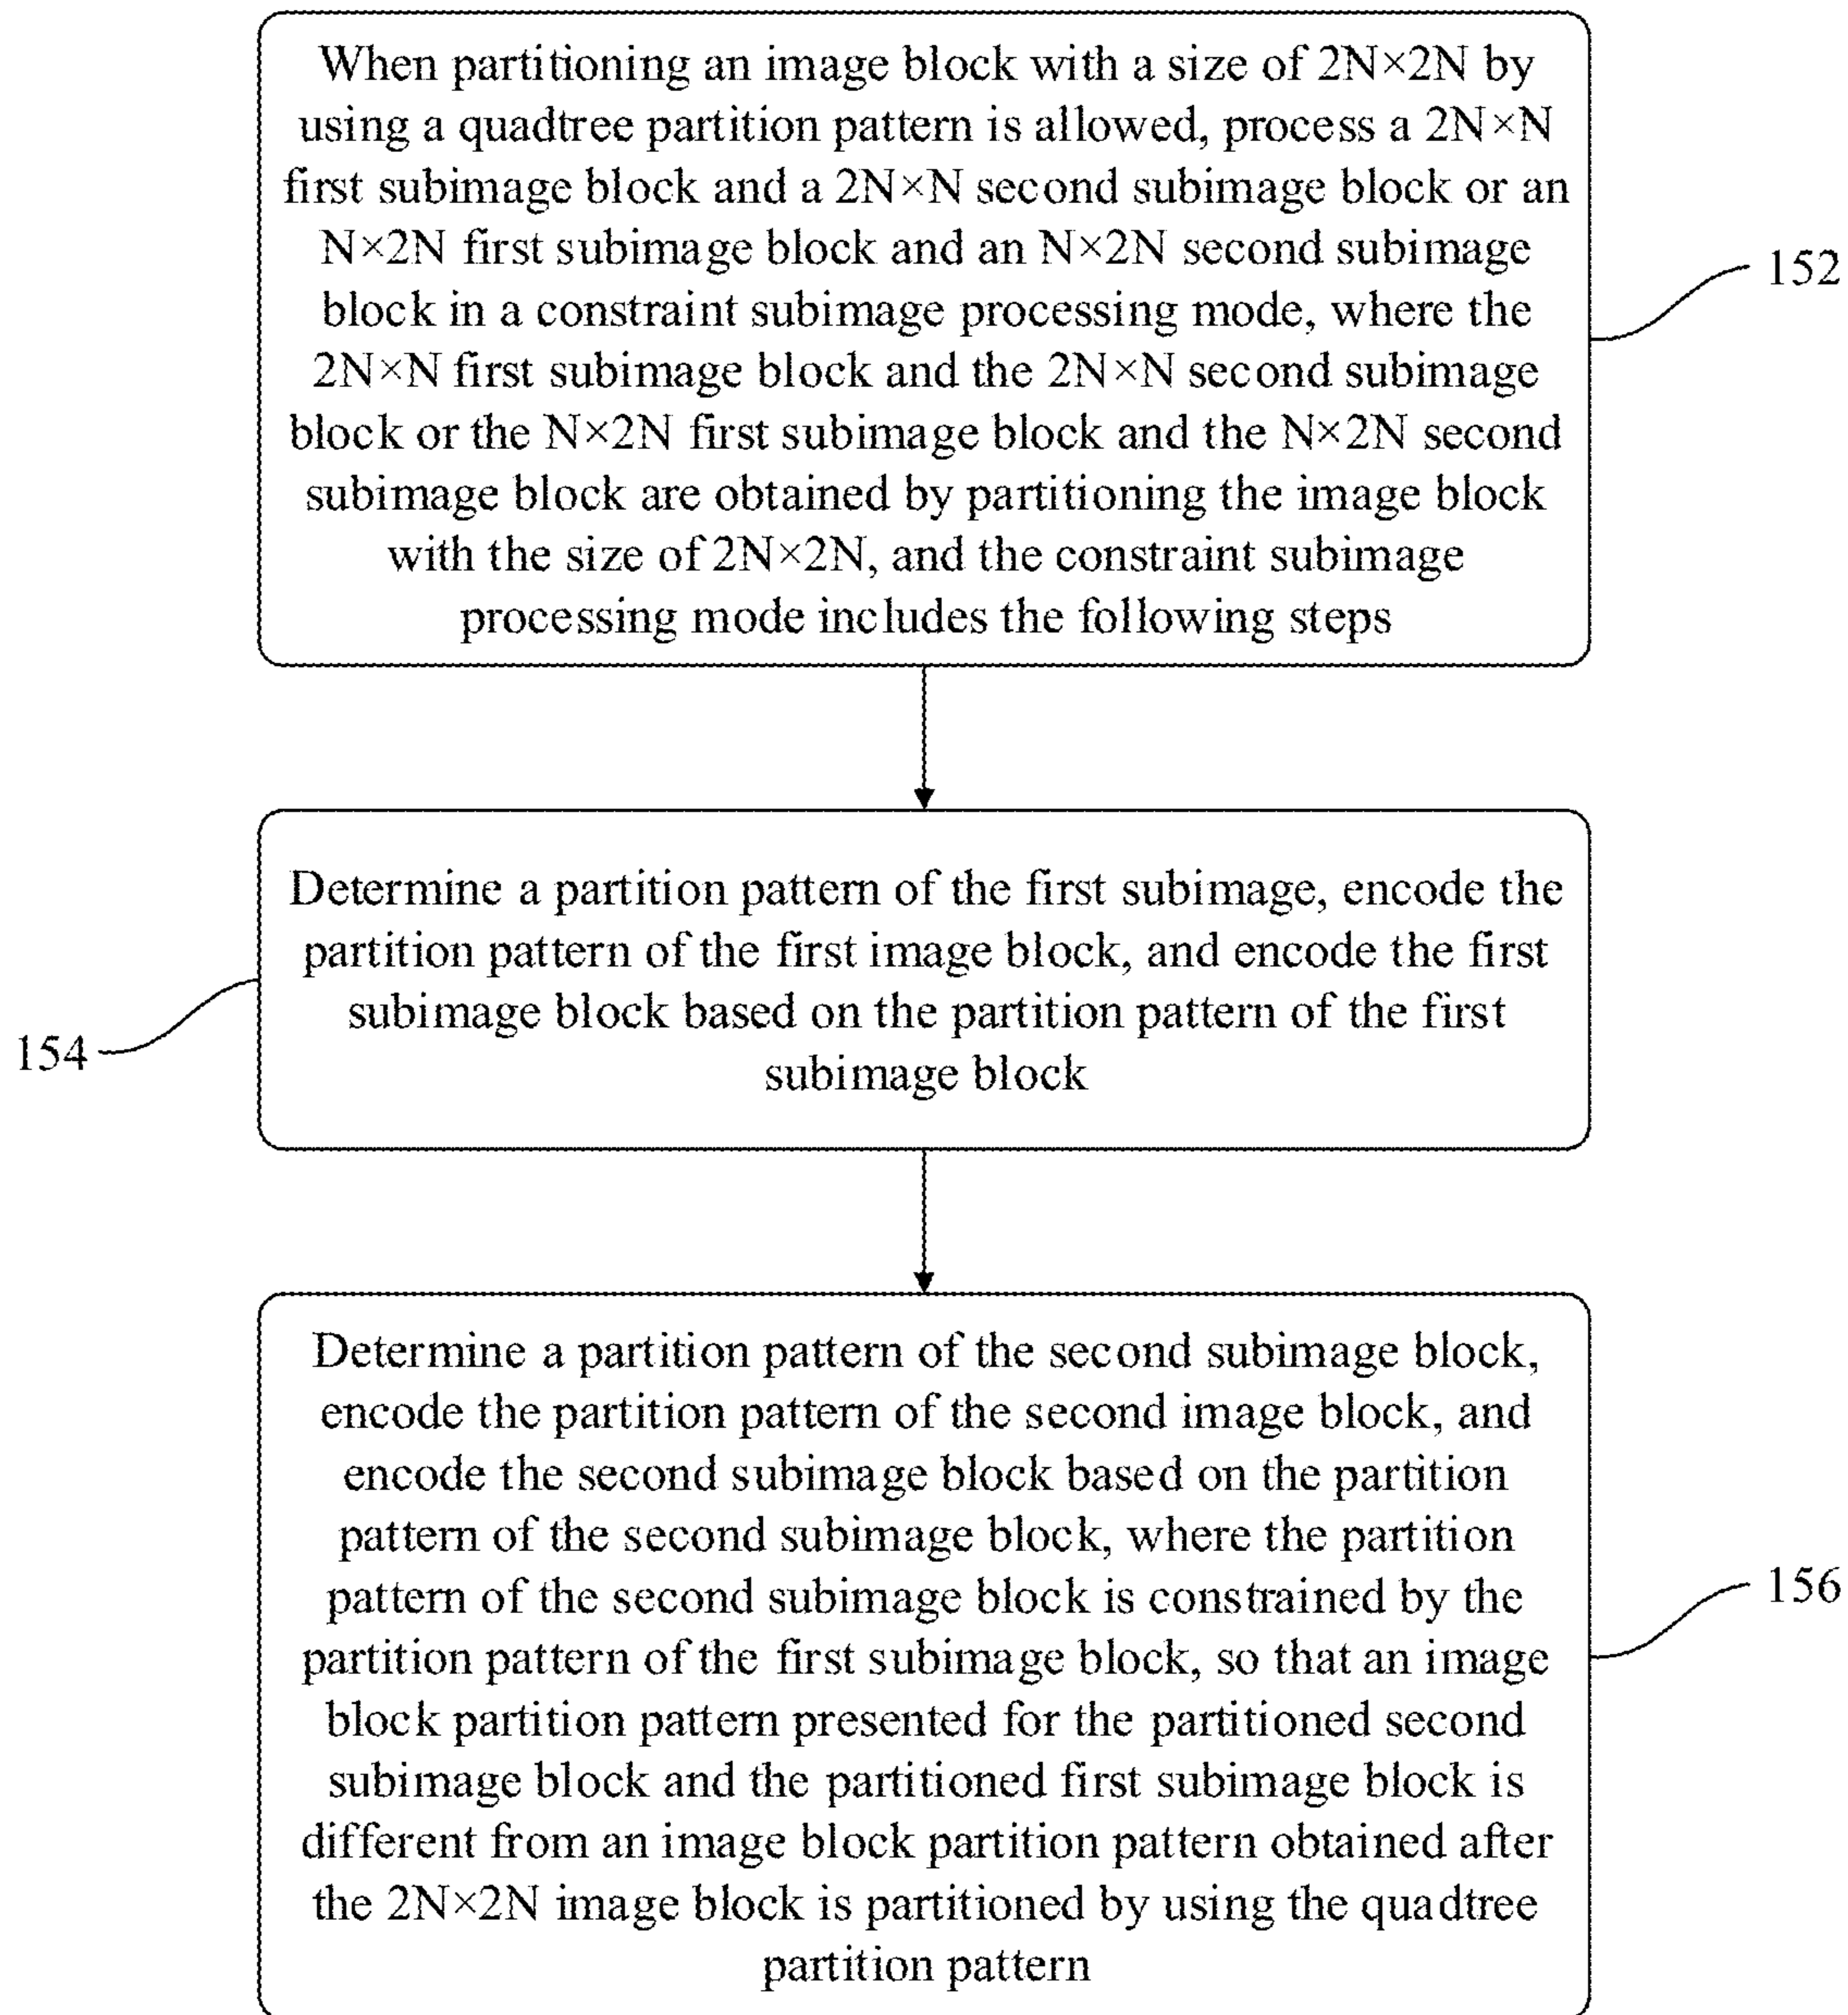 When partitioning an image block with a size of 2N×2N by
using a quadtree partition pattern is allowed, process a 2N×N
first subimage block and a 2N×N second subimage block or an
N×2N first subimage block and an N×2N second subimage
block in a constraint subimage processing mode, where the
2N×N first subimage block and the 2N×N second subimage
block or the N×2N first subimage block and the N×2N second
subimage block are obtained by partitioning the image block
with the size of 2N×2N, and the constraint subimage
processing mode includes the following steps
152
Determine a partition pattern of the first subimage, encode the
partition pattern of the first image block, and encode the first
subimage block based on the partition pattern of the first
subimage block
154
Determine a partition pattern of the second subimage block,
encode the partition pattern of the second image block, and
encode the second subimage block based on the partition
pattern of the second subimage block, where the partition
pattern of the second subimage block is constrained by the
partition pattern of the first subimage block, so that an image
block partition pattern presented for the partitioned second
subimage block and the partitioned first subimage block is
different from an image block partition pattern obtained after
the 2N×2N image block is partitioned by using the quadtree
partition pattern
156